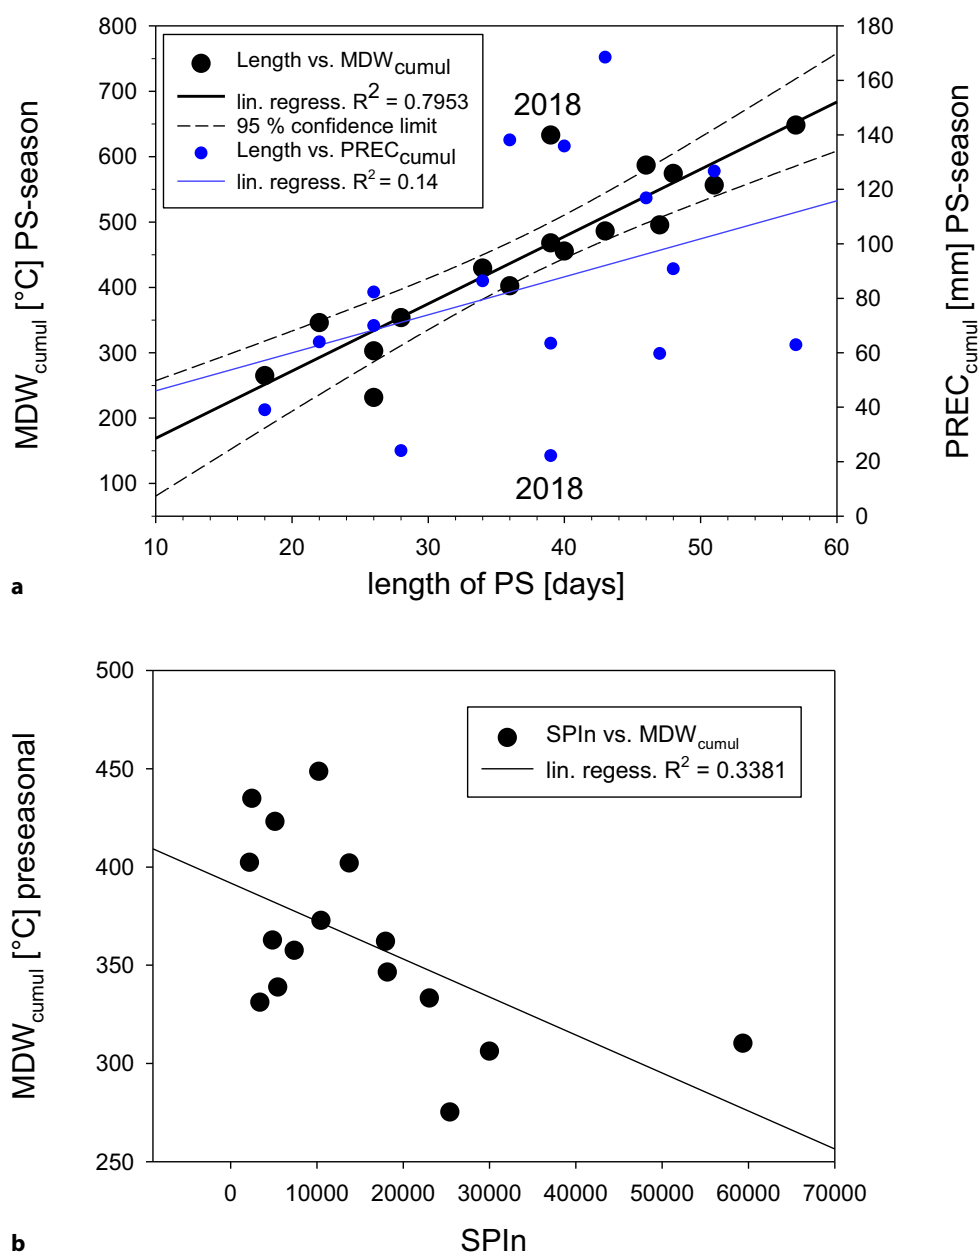 Length vs. MDWcumul
lin. regress. R2 = 0.7953
95 % confidence limit
Length vs. PRECcumul
lin. regress. R2 = 0.14
2018
2018
800
700
600
500
400
300
200
100
MDWcumul [°C] PS-season
180
160
140
120
100
80
60
40
20
0
PRECcumul [mm] PS-season
10 20 30 40 50 60
length of PS [days]
a
SPIn vs. MDWcumul
lin. regess. R2 = 0.3381
500
450
400
350
300
250
MDWcumul [°C] preseasonal
0 10000 20000 30000 40000 50000 60000 70000
SPIn
b